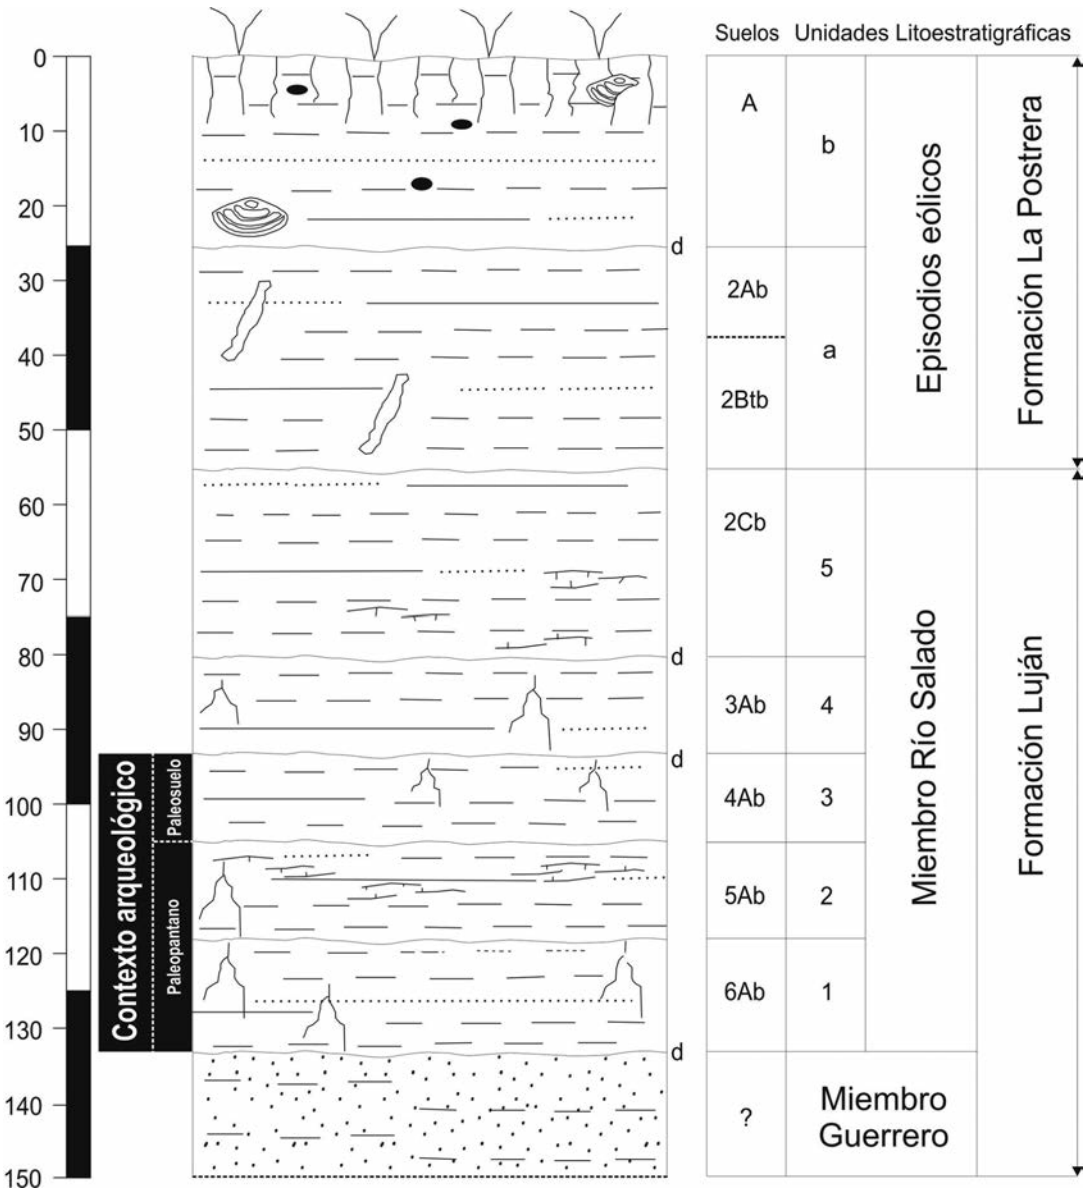 Suelos Unidades Litoestratigráficas
0
10
20
30
40
50
60
70
80
90
100
110
120
130
140
150
Contexto arqueológico
Paleosuelo
Paleopantano
d
d
d
d
A
2Ab
2Btb
2Cb
3Ab
4Ab
5Ab
6Ab
?
b
a
5
4
3
2
1
Episodios eólicos
Miembro Río Salado
Miembro
Guerrero
Formación La Postrera
Formación Luján